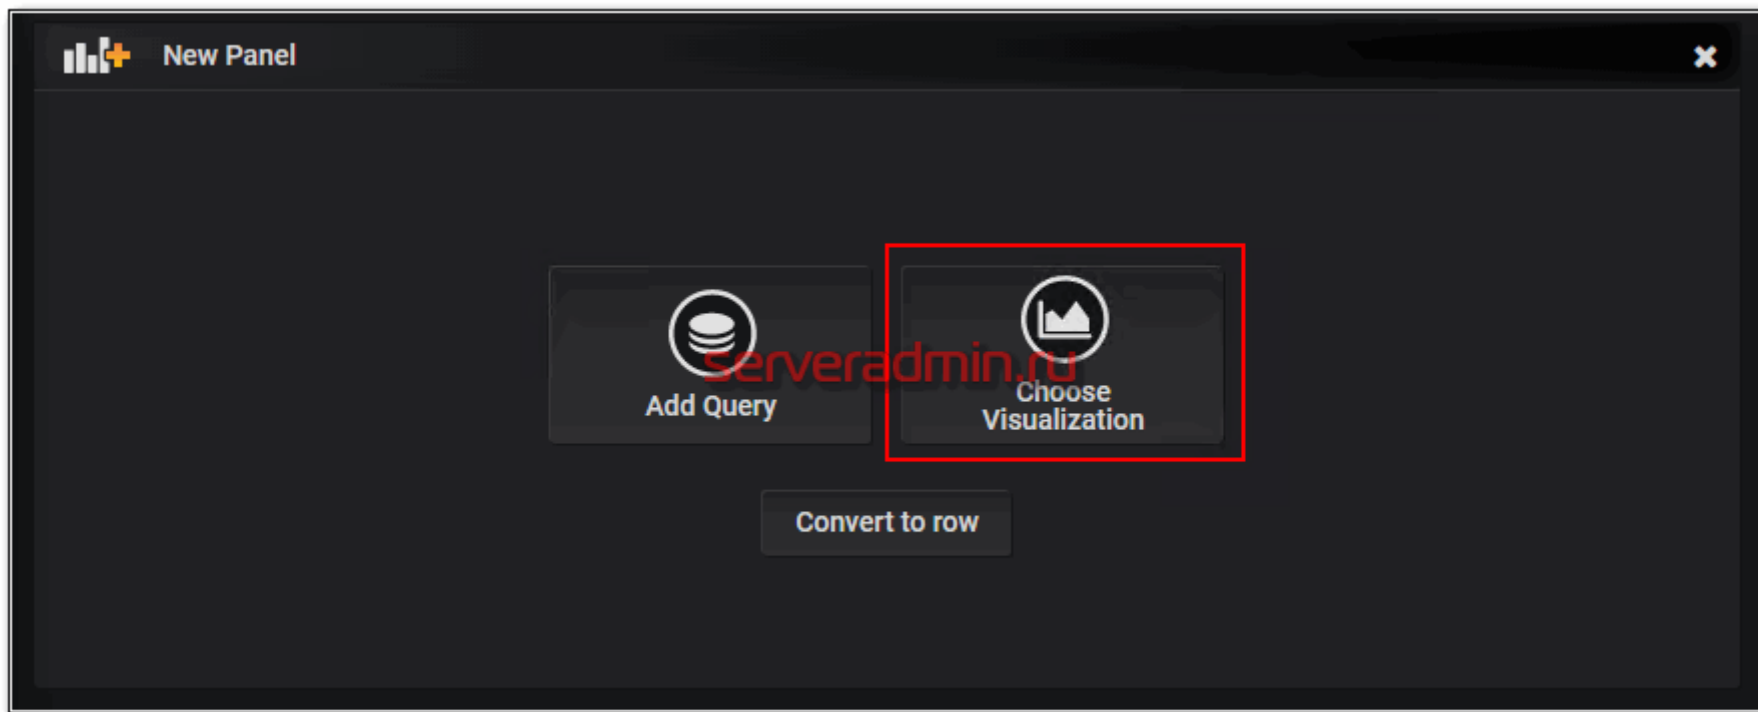 New Panel
serveradmin.ru
Add Query
Choose
Visualization
Convert to row